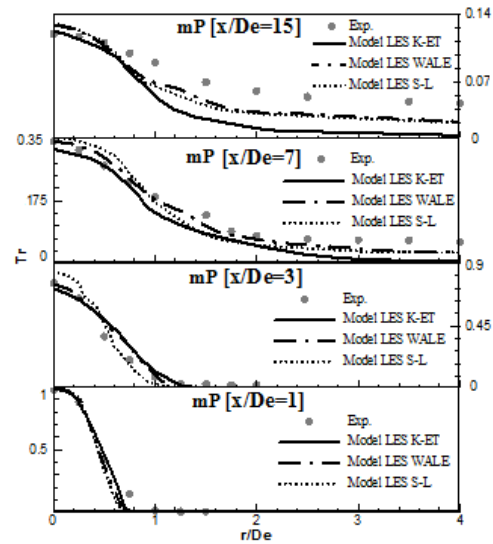 mP [x/De=15]
0.14
Exp.
Model LES K-ET
Model LES WALE
0.07
Model LES S-L
0.35
0
mP [x/De=7]
Exp.
Model LES K-ET
175
Model LES WALE
Model LES S-L
Tr
0
mP [x/De=3]
0.9
Exp.
Model LES K-ET
0.45
Model LES WALE
Model LES S-L
1
mP [x/De=1]
0
Exp.
0.5
Model LES K-ET
Model LES WALE
Model LES S-L
0 1 2 3 4
r/De